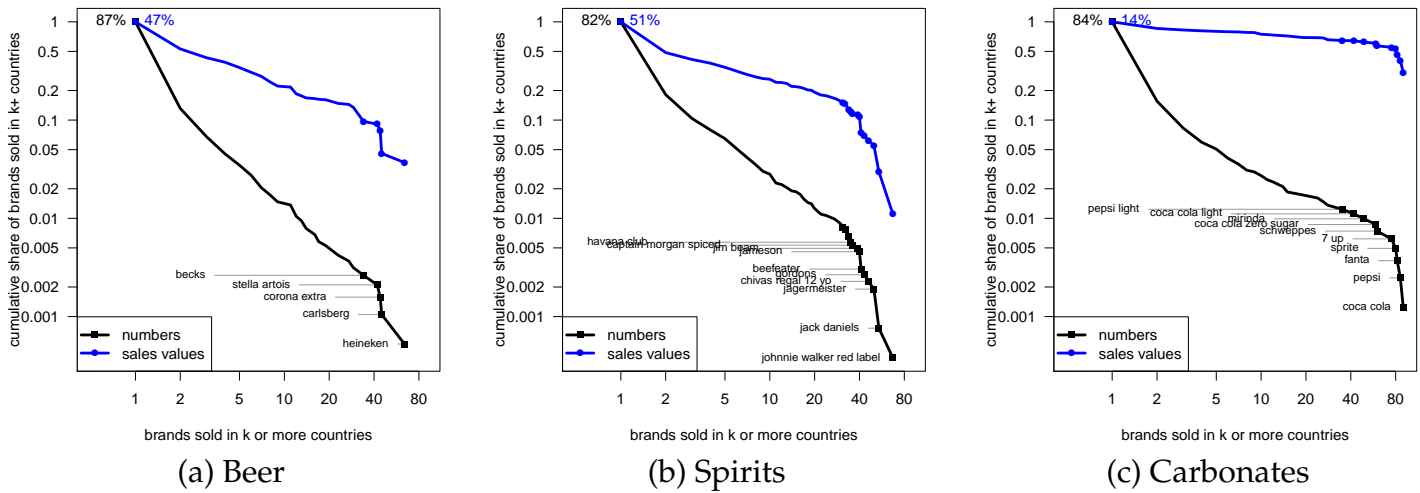 cumulative share of brands sold in k+ countries
1
0.5
0.2
0.1
0.05
0.02
0.01
0.005
0.002
0.001
87%
47%
becks
stella artois
corona extra
carlsberg
heineken
numbers
sales values
1 2 5 10 20 40 80
brands sold in k or more countries
(a) Beer
cumulative share of brands sold in k+ countries
1
0.5
0.2
0.1
0.05
0.02
0.01
0.005
0.002
0.001
82%
51%
havana club
captain morgan spiced
jim beam
jameson
beefeater
gordons
chivas regal 12 yo
jägermeister
jack daniels
johnnie walker red label
numbers
sales values
1 2 5 10 20 40 80
brands sold in k or more countries
(b) Spirits
cumulative share of brands sold in k+ countries
1
0.5
0.2
0.1
0.05
0.02
0.01
0.005
0.002
0.001
84%
14%
pepsi light
coca cola light
mirinda
coca cola zero sugar
schweppes
7 up
sprite
fanta
pepsi
coca cola
numbers
sales values
1 2 5 10 20 40 80
brands sold in k or more countries
(c) Carbonates